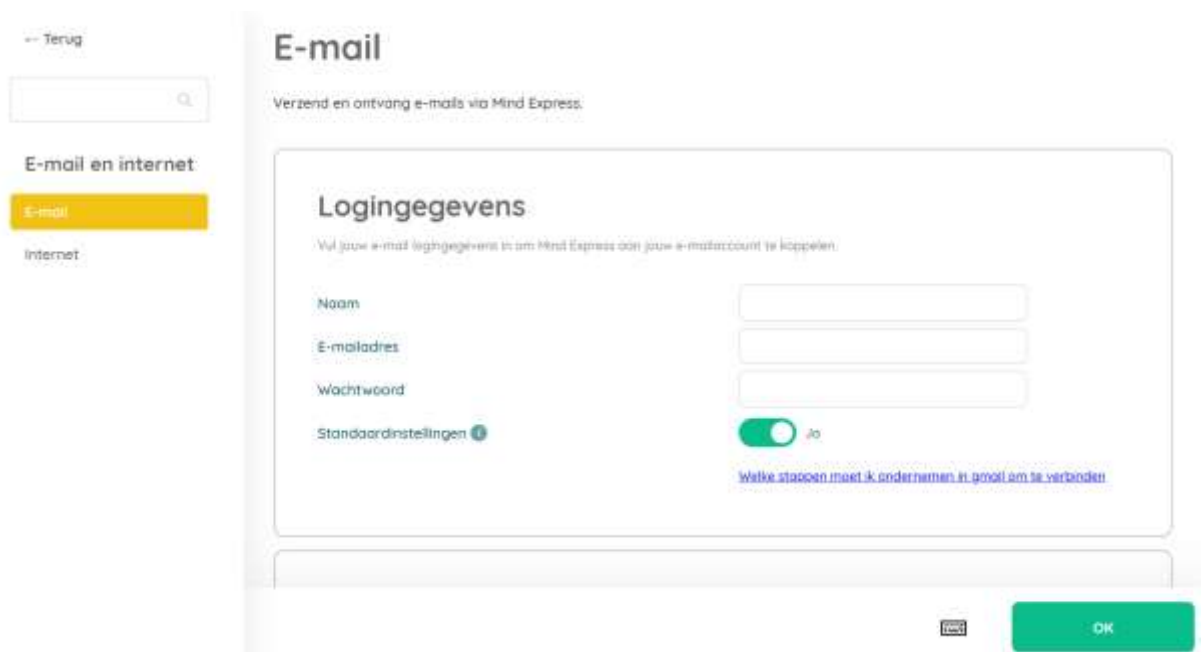 ← Terug
E-mail en internet
E-mail
Internet
E-mail
Verzend en ontvang e-mails via Mind Express.
Logingegevens
Vul jouw e-mail logingegevens in om Mind Express aan jouw e-mailaccount te koppelen.
Naam
E-mailadres
Wachtwoord
Standaardinstellingen
Ja
Welke stappen moet ik ondernemen in gmail om te verbinden
OK